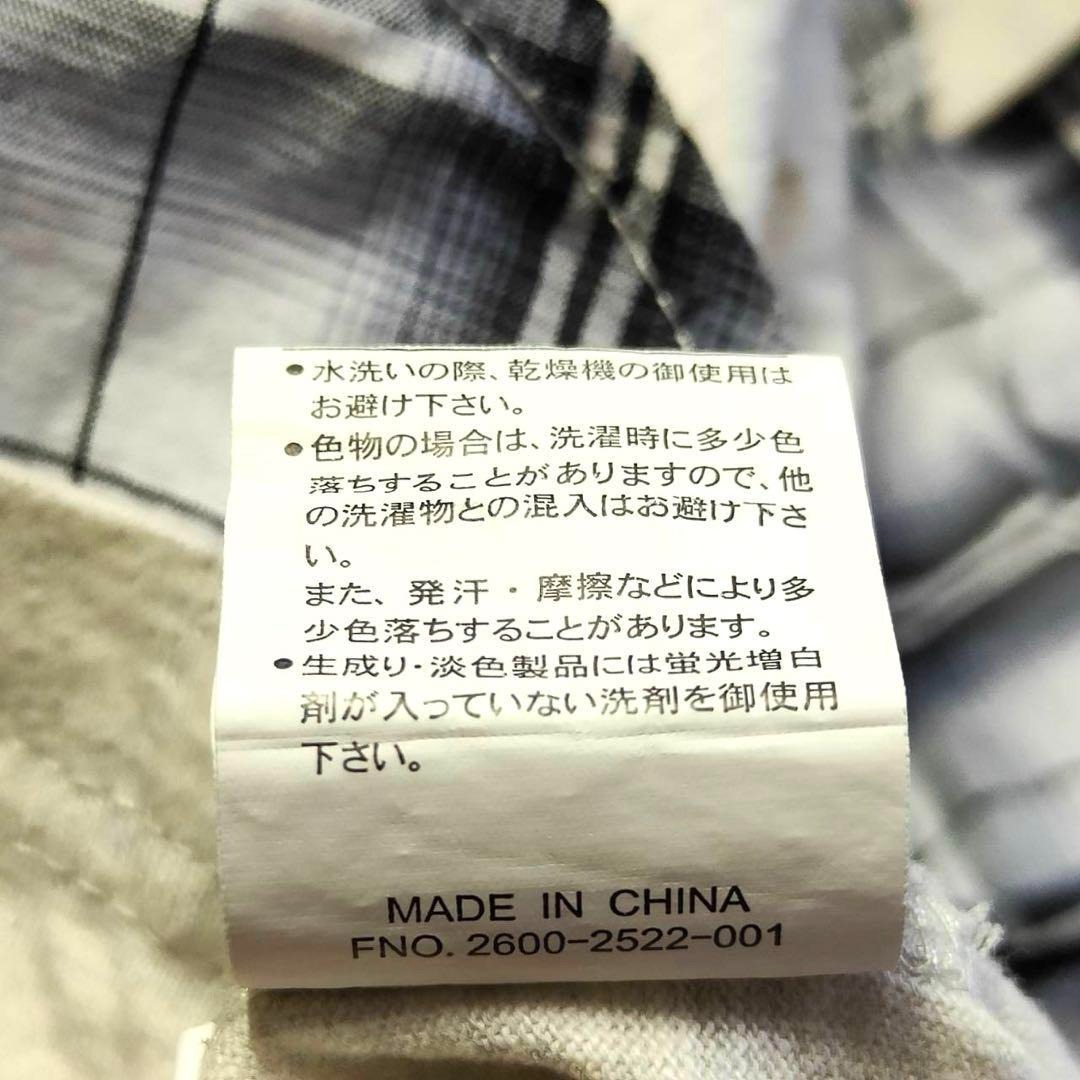 ●水洗いの際、乾燥機の御使用は
お避け下さい。
●色物の場合は、洗濯時に多少色
落ちすることがありますので、他
の洗濯物との混入はお避け下さ
い。
また、発汗・摩擦などにより多
少色落ちすることがあります。
●生成り・淡色製品には蛍光増白
剤が入っていない洗剤を御使用
下さい。
MADE IN CHINA
FNO. 2600-2522-001